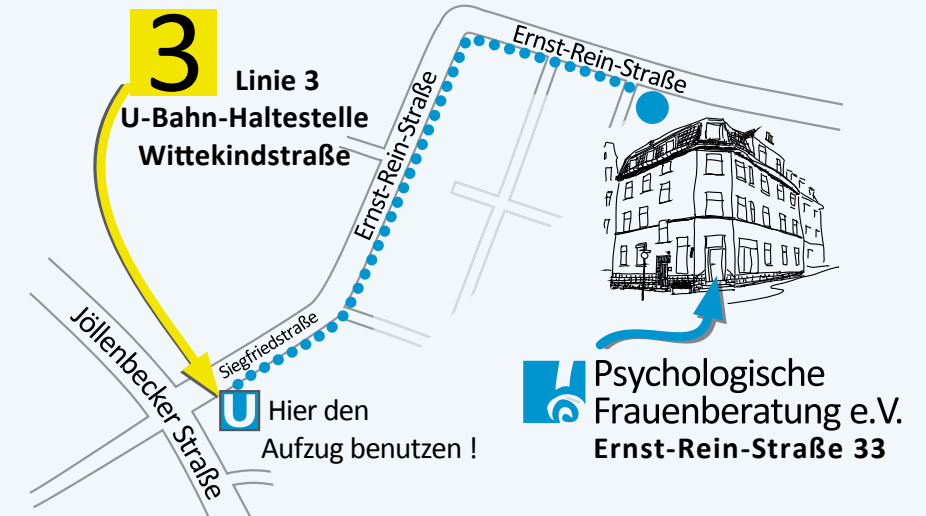 3
Linie 3
U-Bahn-Haltestelle
Wittekindstraße
Ernst-Rein-Straße
Ernst-Rein-Straße
Siegfriedstraße
Jöllenbecker Straße
U
Hier den
Aufzug benutzen !
Psychologische
Frauenberatung e.V.
Ernst-Rein-Straße 33